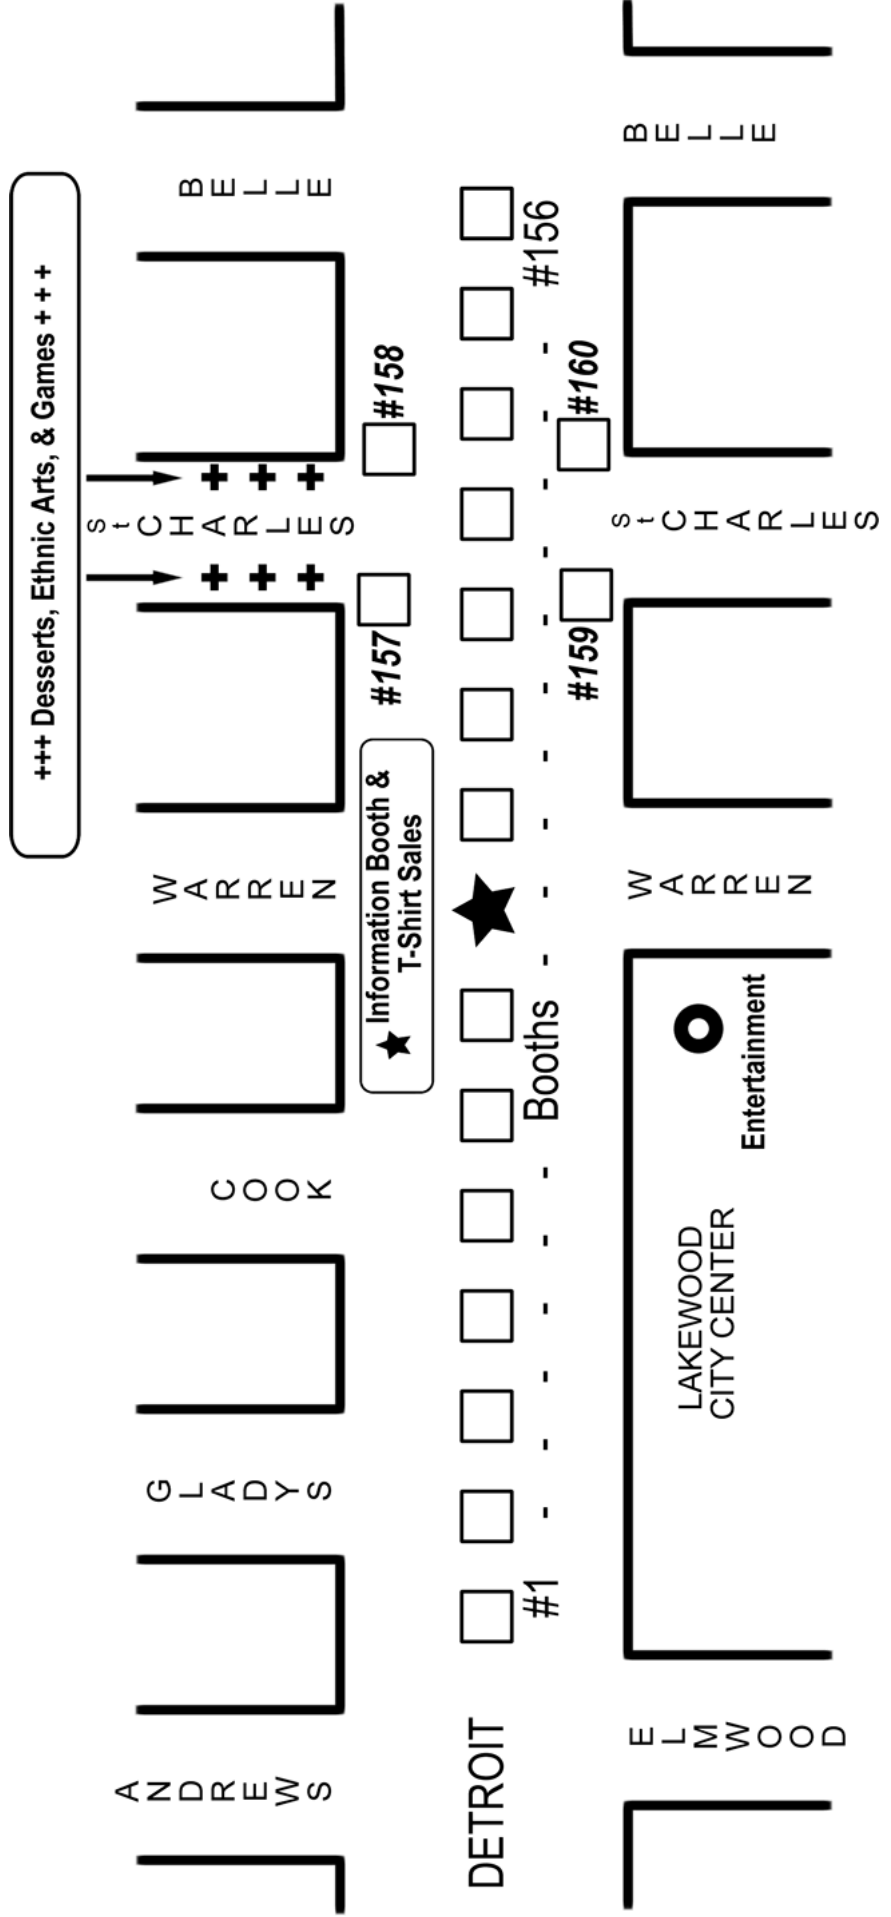 +++ Desserts, Ethnic Arts, & Games + + +
ANDREWS
GLADYS
COOK
WARREN
St CHARLES
BELLE
+ + +
+ + +
Information Booth &
T-Shirt Sales
#157
#158
DETROIT
#1
Booths
#156
#159
#160
ELMWOOD
LAKEWOOD
CITY CENTER
Entertainment
WARREN
St CHARLES
BELLE